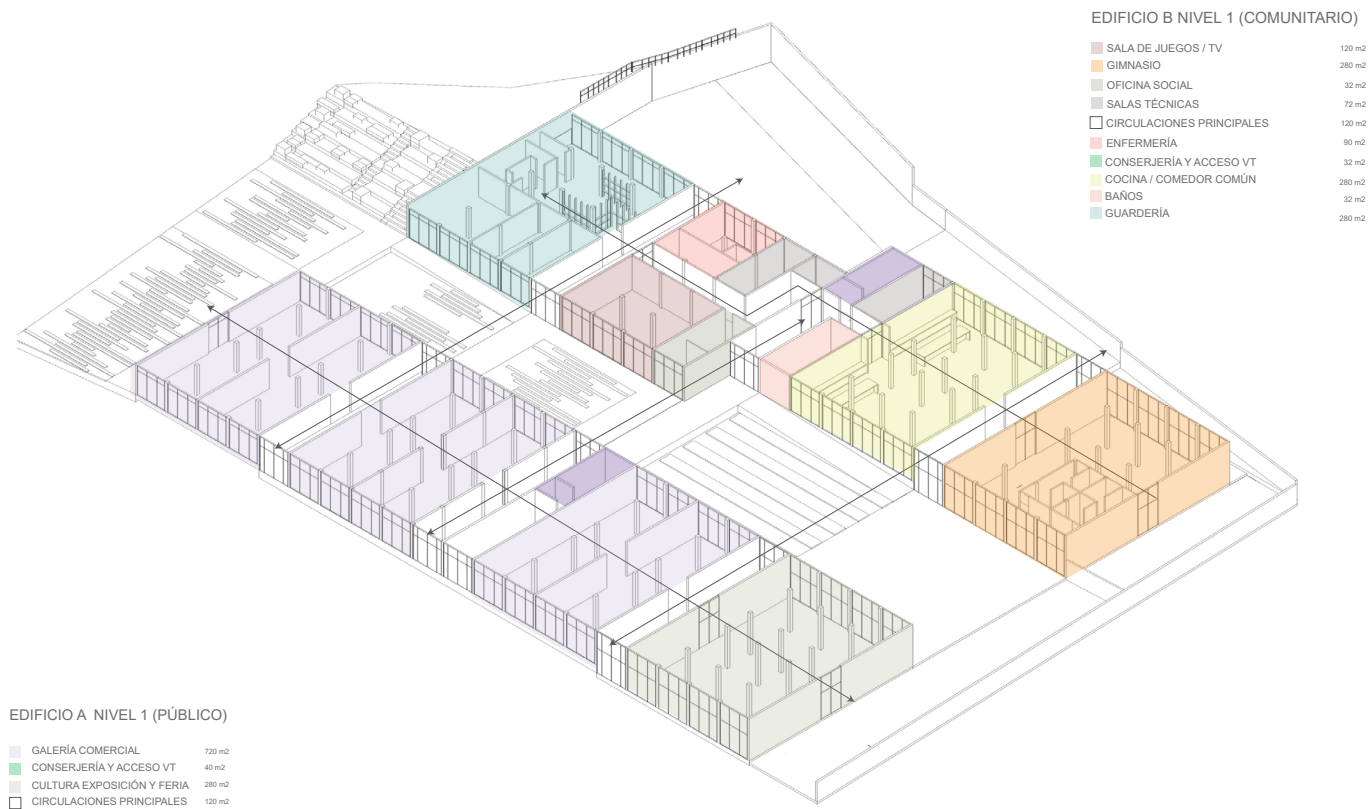 EDIFICIO B NIVEL 1 (COMUNITARIO)
SALA DE JUEGOS / TV 120 m2
GIMNASIO 280 m2
OFICINA SOCIAL 32 m2
SALAS TÉCNICAS 72 m2
CIRCULACIONES PRINCIPALES 120 m2
ENFERMERÍA 90 m2
CONSERJERÍA Y ACCESO VT 32 m2
COCINA / COMEDOR COMÚN 280 m2
BAÑOS 32 m2
GUARDERÍA 280 m2
EDIFICIO A NIVEL 1 (PÚBLICO)
GALERÍA COMERCIAL 720 m2
CONSERJERÍA Y ACCESO VT 40 m2
CULTURA EXPOSICIÓN Y FERIA 280 m2
CIRCULACIONES PRINCIPALES 120 m2